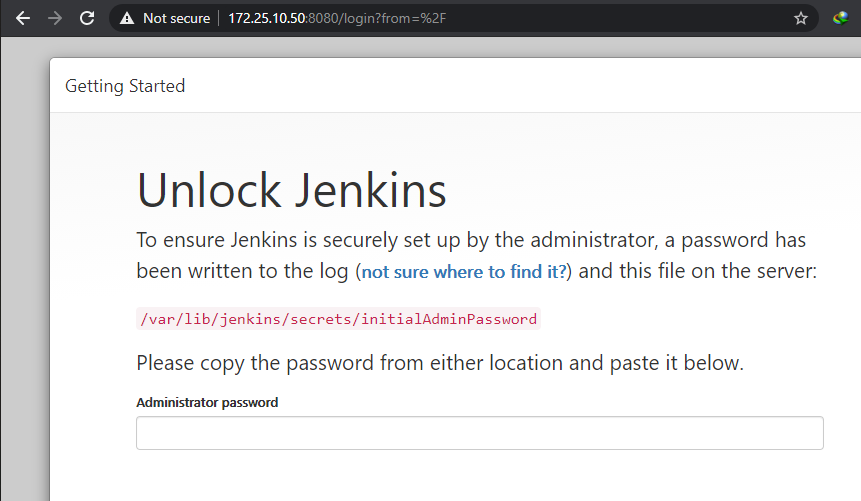 Not secure 172.25.10.50:8080/login?from=%2F
Getting Started
Unlock Jenkins
To ensure Jenkins is securely set up by the administrator, a password has
been written to the log (not sure where to find it?) and this file on the server:
/var/lib/jenkins/secrets/initialAdminPassword
Please copy the password from either location and paste it below.
Administrator password